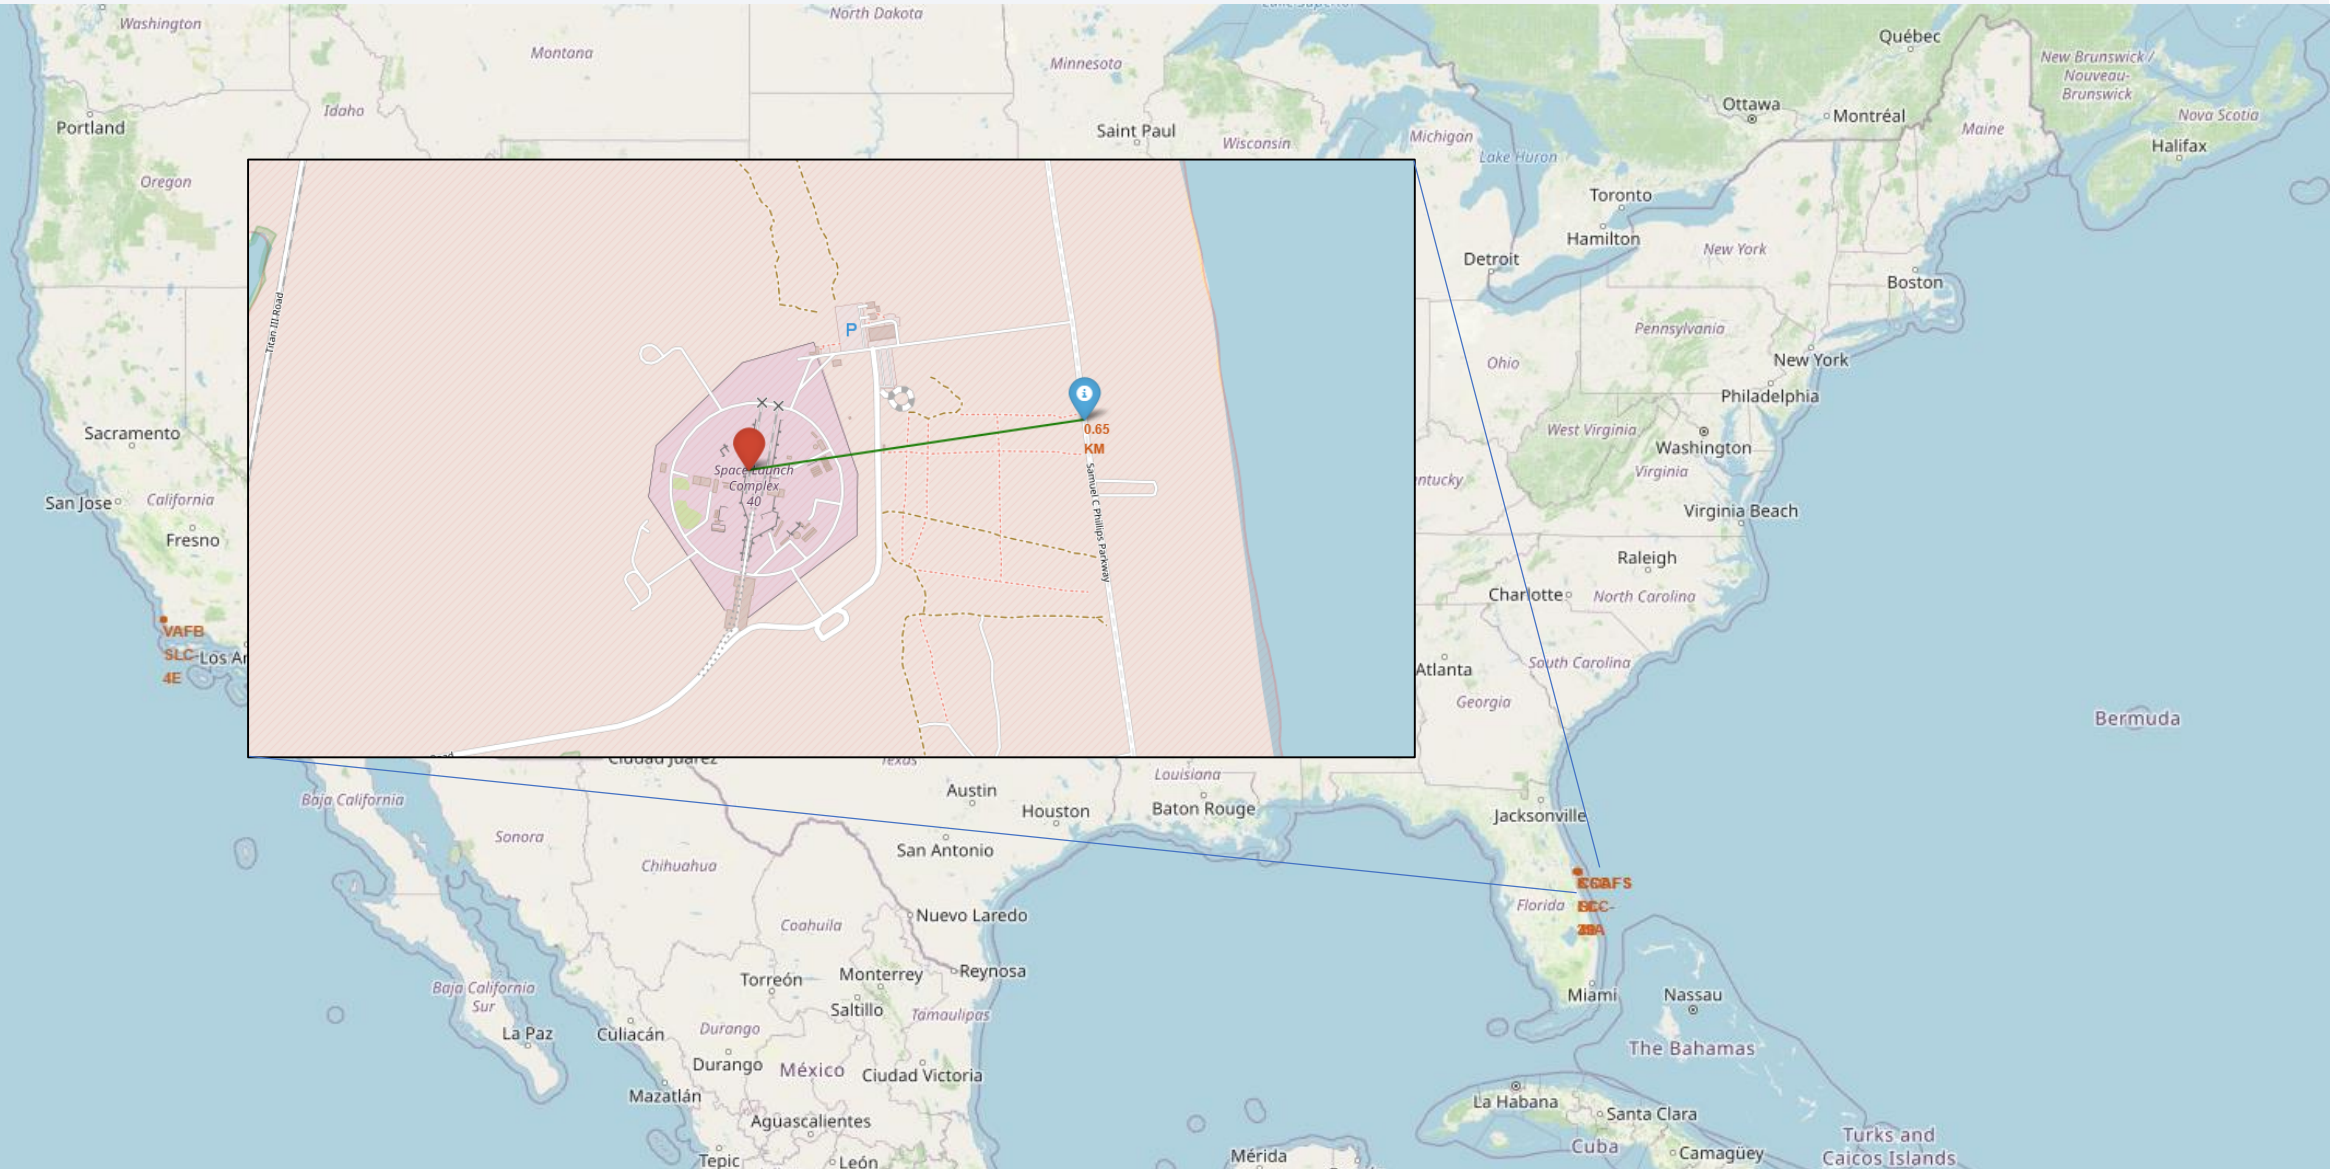 Washington
North Dakota
Montana
Minnesota
Québec
New Brunswick /
Nouveau-
Brunswick
Idaho
Portland
Saint Paul
Ottawa
Montréal
Nova Scotia
Michigan
Wisconsin
Maine
Halifax
Lake Huron
Oregon
Toronto
Hamilton
New York
Detroit
Boston
Titan III Road
P
Pennsylvania
New York
Ohio
Philadelphia
Sacramento
0.65
KM
West Virginia
Washington
Virginia
Space Launch
Complex
40
Samuel C Phillips Parkway
San Jose
California
Virginia Beach
Fresno
Raleigh
Charlotte
North Carolina
VAFB
SLC
4E
Atlanta
South Carolina
Georgia
Bermuda
Ciudad Juárez
Texas
Louisiana
Baja California
Austin
Houston
Baton Rouge
Jacksonville
Sonora
San Antonio
Chihuahua
Florida
Coahuila
Nuevo Laredo
Torreón
Monterrey
Reynosa
Baja California
Sur
Saltillo
Tamaulipas
Miami
Nassau
La Paz
Culiacán
Durango
The Bahamas
Durango
México
Ciudad Victoria
Mazatlán
La Habana
Santa Clara
Aguascalientes
Cuba
Camagüey
Turks and
Caicos Islands
Tepic
León
Mérida